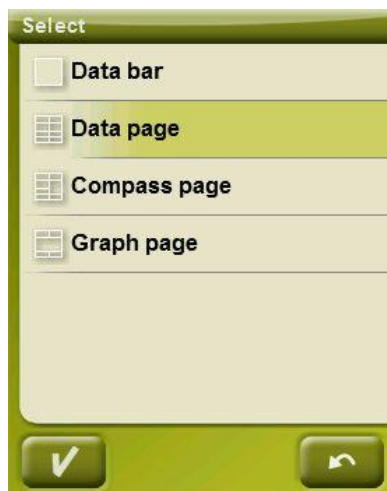 Select
Data bar
Data page
Compass page
Graph page